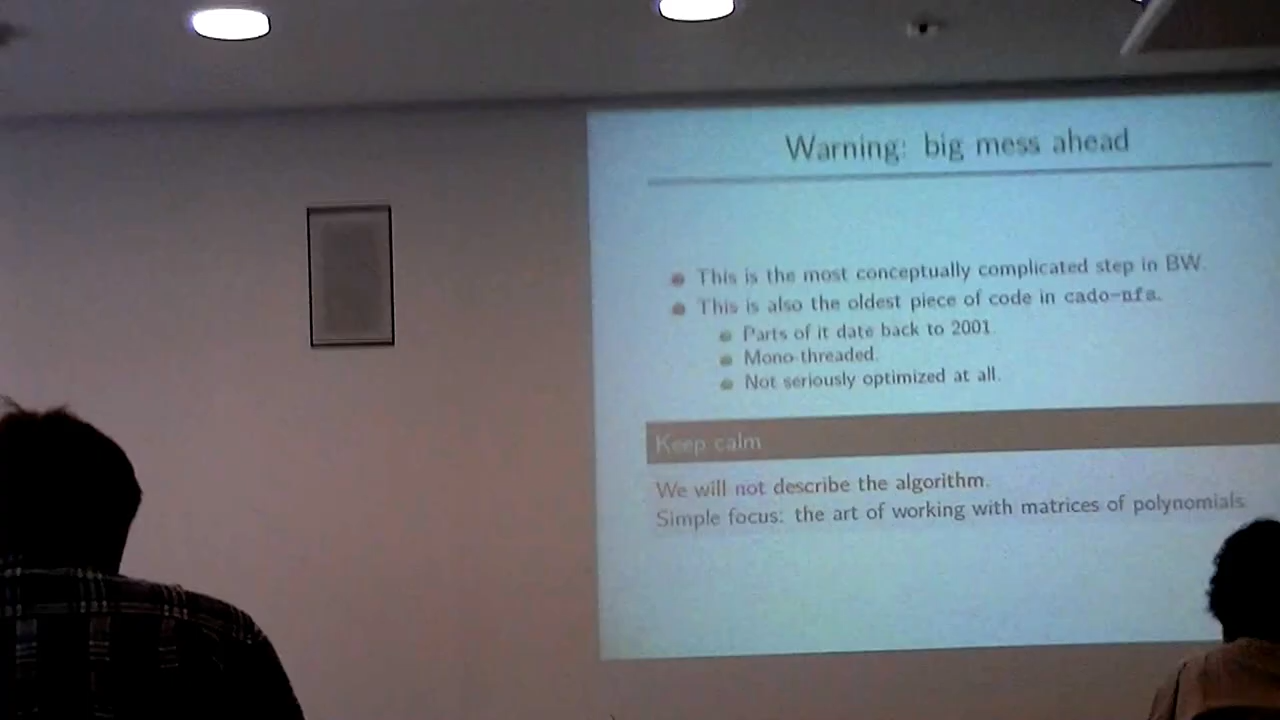 Warning: big mess ahead
This is the most conceptually complicated step in BW.
This is also the oldest piece of code in cado-nfs.
Parts of it date back to 2001.
Mono-threaded.
Not seriously optimized at all.
Keep calm
We will not describe the algorithm.
Simple focus: the art of working with matrices of polynomials